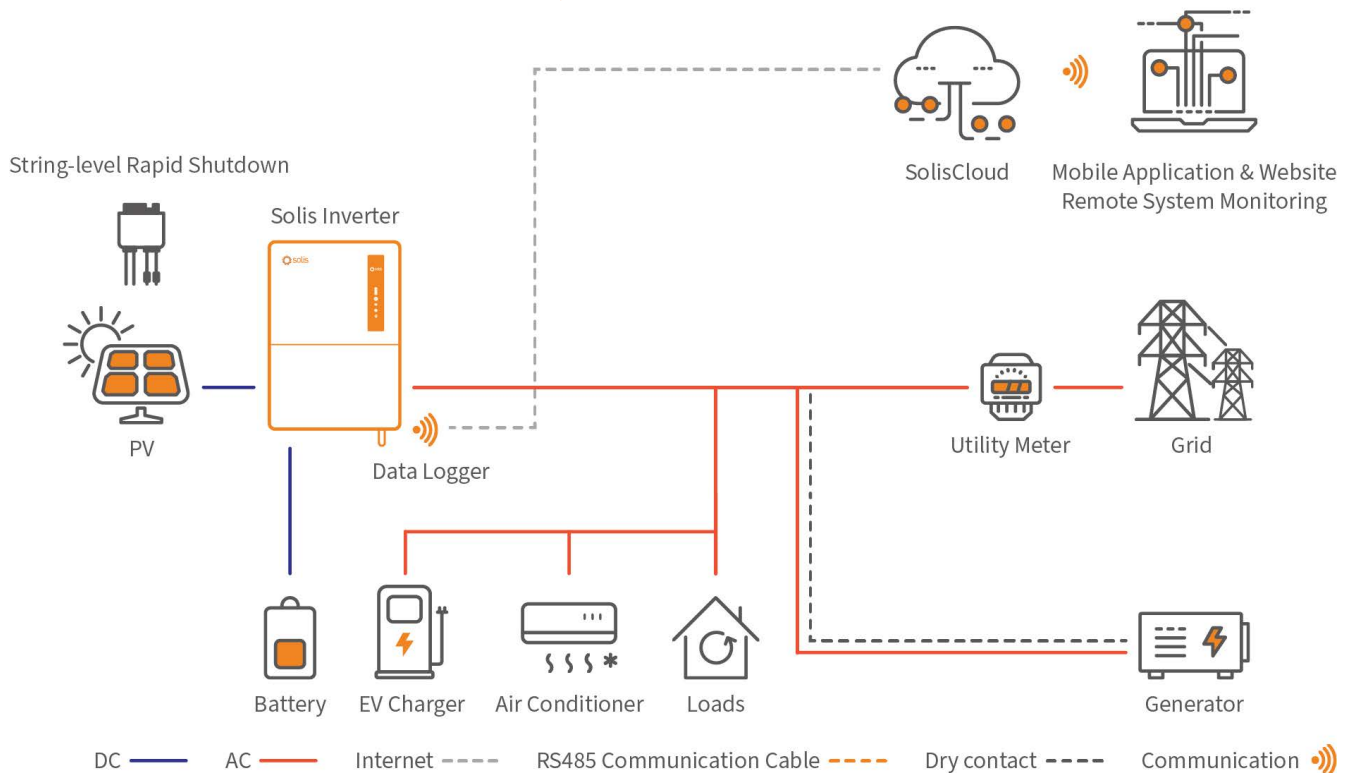 SolisCloud
Mobile Application & Website
Remote System Monitoring
String-level Rapid Shutdown
Solis Inverter
solis
PV
Data Logger
Utility Meter
Grid
Battery
EV Charger
Air Conditioner
Loads
Generator
DC
AC
Internet
RS485 Communication Cable
Dry contact
Communication